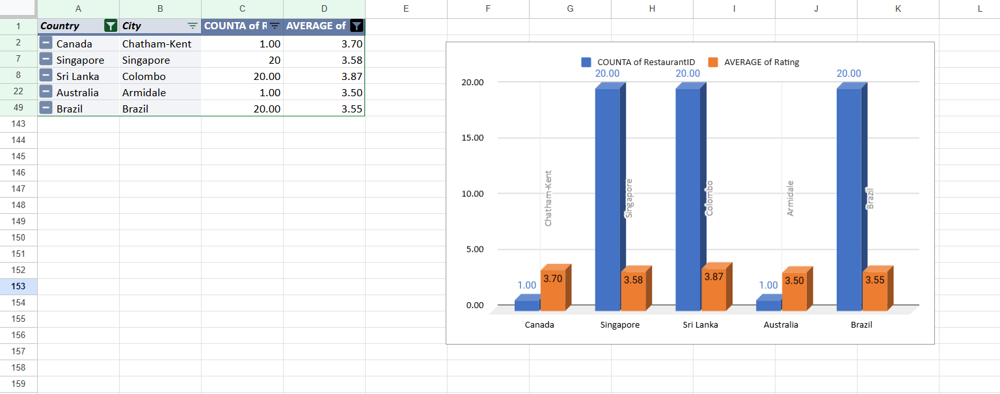 A B C D E F G H I J K L
1 Country City COUNTA of R AVERAGE of
2 Canada Chatham-Kent 1.00 3.70
7 Singapore Singapore 20 3.58
8 Sri Lanka Colombo 20.00 3.87
22 Australia Armidale 1.00 3.50
49 Brazil Brazil 20.00 3.55
143
144
145
146
147
148
149
150
151
152
153
154
155
156
157
158
159
COUNTA of RestaurantID AVERAGE of Rating
20.00 20.00 20.00
20.00
15.00
10.00
5.00
0.00
Chatham-Kent
Singapore
Colombo
Armidale
Brazil
1.00 3.70 3.58 3.87 1.00 3.50 3.55
Canada Singapore Sri Lanka Australia Brazil